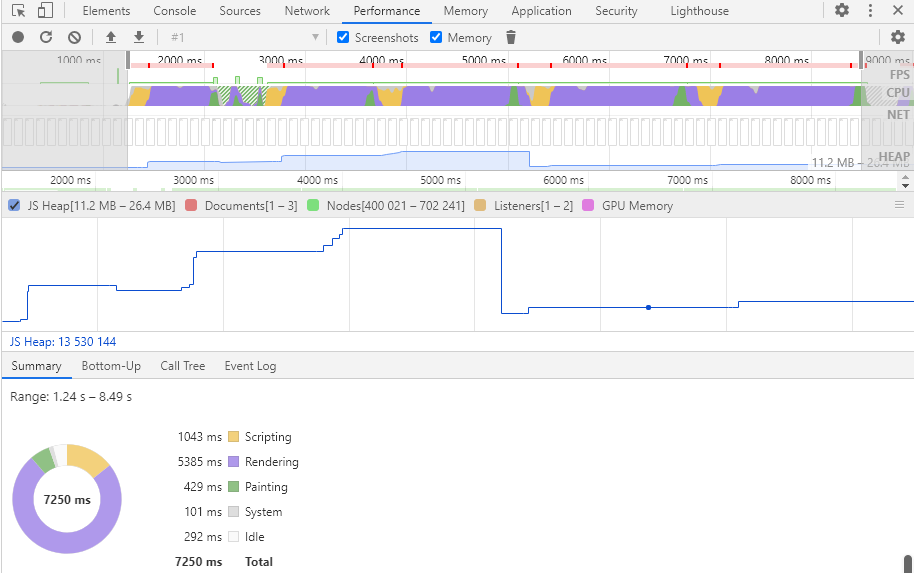 Elements Console Sources Network Performance Memory Application Security Lighthouse
#1 Screenshots Memory
1000 ms 2000 ms 3000 ms 4000 ms 5000 ms 6000 ms 7000 ms 8000 ms 9000 ms
FPS
CPU
NET
HEAP
11.2 MB – 26.4 MB
2000 ms 3000 ms 4000 ms 5000 ms 6000 ms 7000 ms 8000 ms
JS Heap[11.2 MB – 26.4 MB] Documents[1 – 3] Nodes[400 021 – 702 241] Listeners[1 – 2] GPU Memory
JS Heap: 13 530 144
Summary Bottom-Up Call Tree Event Log
Range: 1.24 s – 8.49 s
1043 ms Scripting
5385 ms Rendering
7250 ms
429 ms Painting
101 ms System
292 ms Idle
7250 ms Total